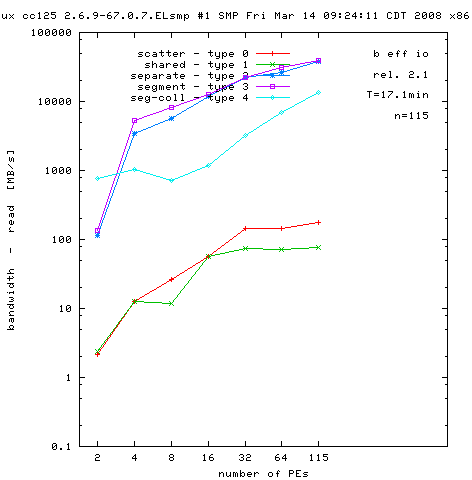 ux cc125 2.6.9-67.0.7.ELsmp #1 SMP Fri Mar 14 09:24:11 CDT 2008 x86
100000
10000
1000
100
10
1
0.1
bandwidth - read [MB/s]
scatter - type 0
shared - type 1
separate - type 2
segment - type 3
seg-coll - type 4
b eff io
rel. 2.1
T=17.1min
n=115
2 4 8 16 32 64 115
number of PEs